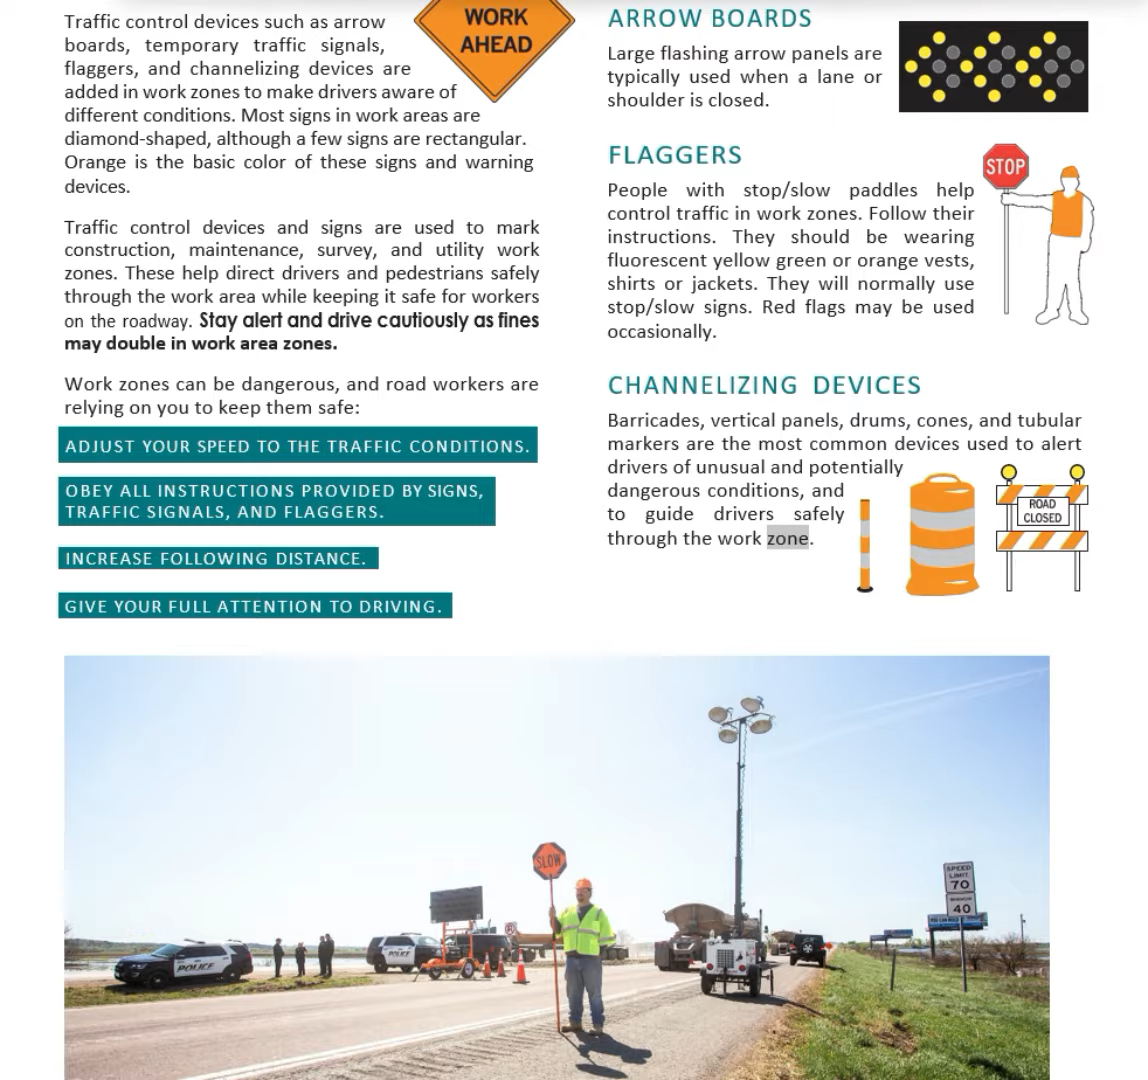 Traffic control devices such as arrow
boards, temporary traffic signals,
flaggers, and channelizing devices are
added in work zones to make drivers aware of
different conditions. Most signs in work areas are
diamond-shaped, although a few signs are rectangular.
Orange is the basic color of these signs and warning
devices.
WORK
AHEAD
Traffic control devices and signs are used to mark
construction, maintenance, survey, and utility work
zones. These help direct drivers and pedestrians safely
through the work area while keeping it safe for workers
on the roadway. Stay alert and drive cautiously as fines
may double in work area zones.
Work zones can be dangerous, and road workers are
relying on you to keep them safe:
ADJUST YOUR SPEED TO THE TRAFFIC CONDITIONS.
OBEY ALL INSTRUCTIONS PROVIDED BY SIGNS,
TRAFFIC SIGNALS, AND FLAGGERS.
INCREASE FOLLOWING DISTANCE.
GIVE YOUR FULL ATTENTION TO DRIVING.
ARROW BOARDS
Large flashing arrow panels are
typically used when a lane or
shoulder is closed.
FLAGGERS
People with stop/slow paddles help
control traffic in work zones. Follow their
instructions. They should be wearing
fluorescent yellow green or orange vests,
shirts or jackets. They will normally use
stop/slow signs. Red flags may be used
occasionally.
STOP
CHANNELIZING DEVICES
Barricades, vertical panels, drums, cones, and tubular
markers are the most common devices used to alert
drivers of unusual and potentially
dangerous conditions, and
to guide drivers safely
through the work zone.
ROAD
CLOSED
SLOW
POLICE
SPEED
LIMIT
70
MINIMUM
40